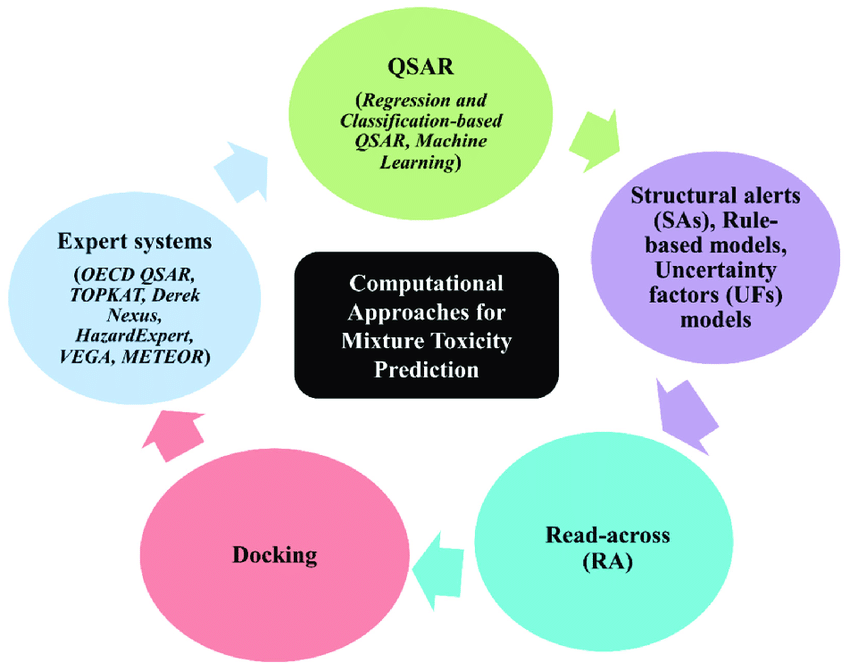 QSAR
(Regression and
Classification-based
QSAR, Machine
Learning)
Structural alerts
(SAs), Rule-
based models,
Uncertainty
factors (UFs)
models
Expert systems
(OECD QSAR,
TOPKAT, Derek
Nexus,
HazardExpert,
VEGA, METEOR)
Computational
Approaches for
Mixture Toxicity
Prediction
Docking
Read-across
(RA)